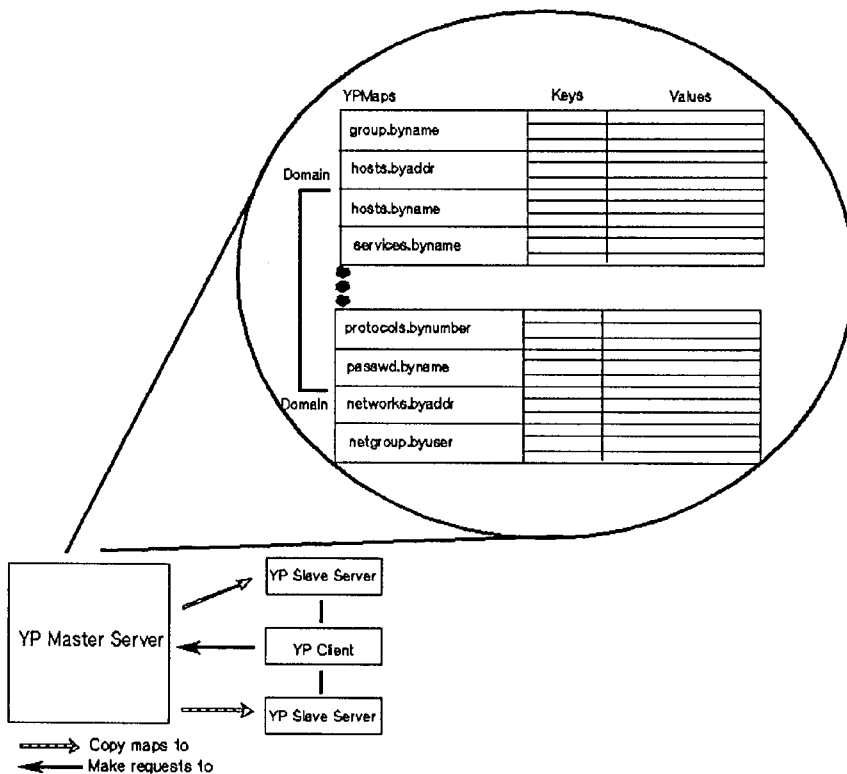 YPMaps Keys Values
group.byname
Domain hosts.byaddr
hosts.byname
services.byname
protocols.bynumber
passwd.byname
Domain networks.byaddr
netgroup.byuser
YP Slave Server
YP Master Server
YP Client
YP Slave Server
Copy maps to
Make requests to